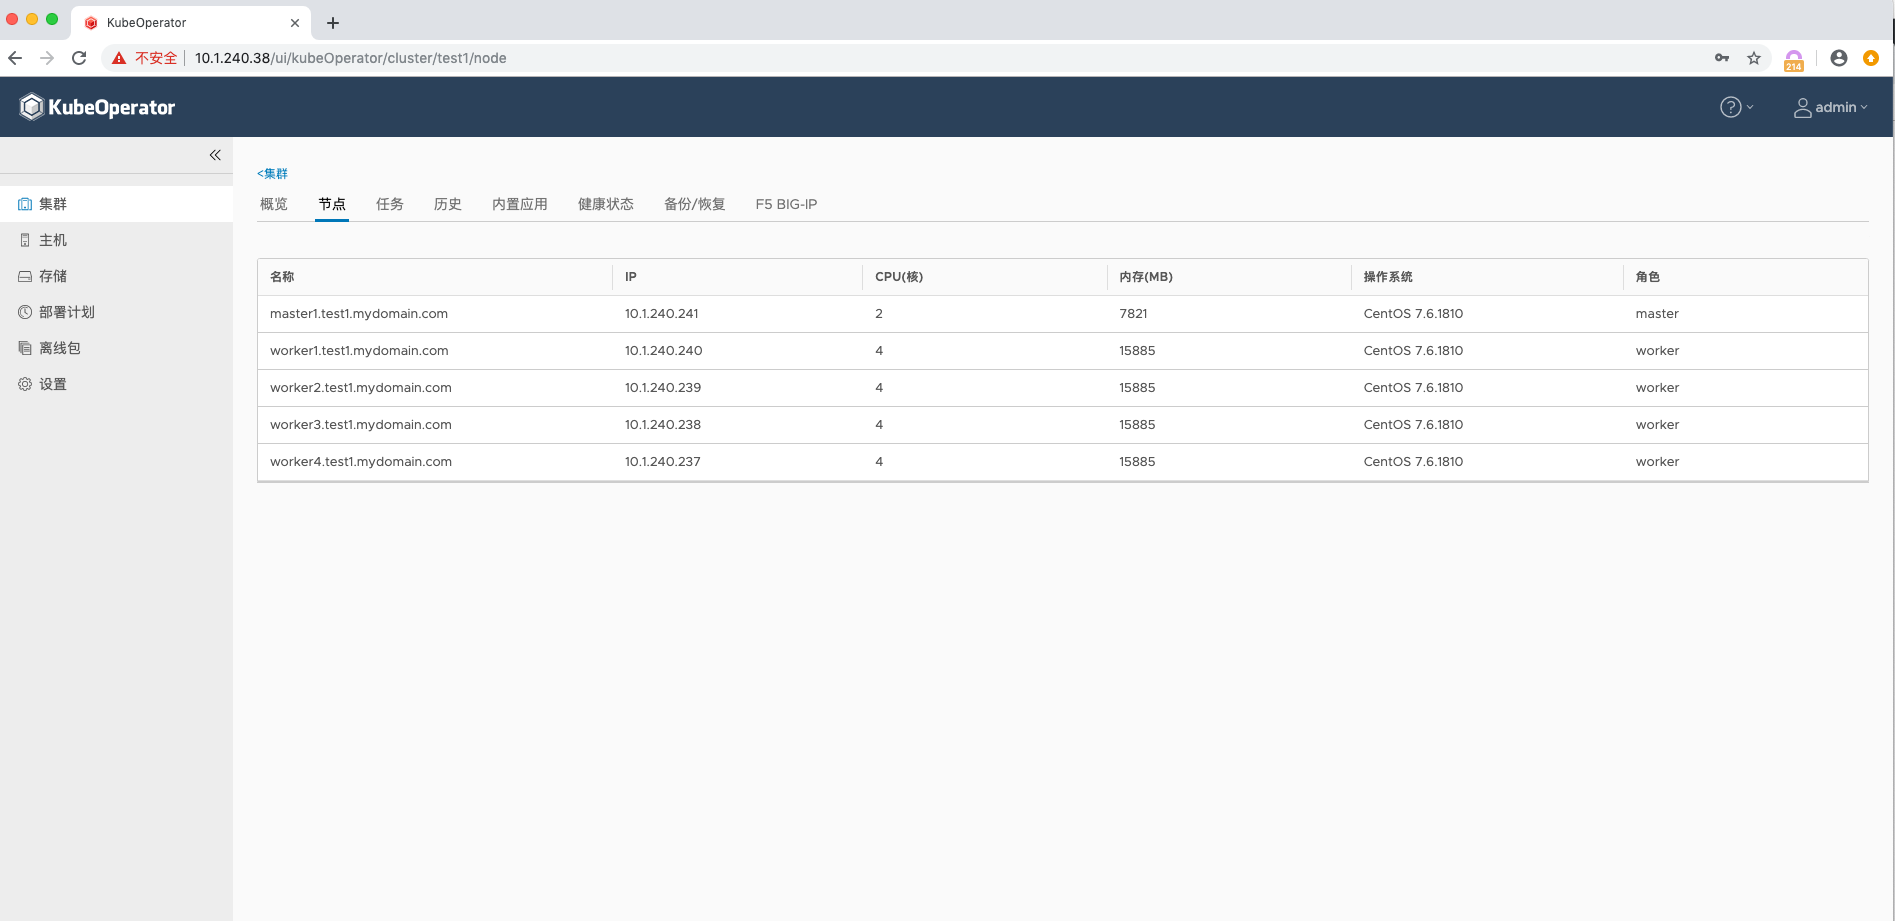 KubeOperator
不安全 10.1.240.38/ui/kubeOperator/cluster/test1/node
214
KubeOperator
? admin
<集群
集群
主机
存储
部署计划
离线包
设置
概览 节点 任务 历史 内置应用 健康状态 备份/恢复 F5 BIG-IP
名称 IP CPU(核) 内存(MB) 操作系统 角色
master1.test1.mydomain.com 10.1.240.241 2 7821 CentOS 7.6.1810 master
worker1.test1.mydomain.com 10.1.240.240 4 15885 CentOS 7.6.1810 worker
worker2.test1.mydomain.com 10.1.240.239 4 15885 CentOS 7.6.1810 worker
worker3.test1.mydomain.com 10.1.240.238 4 15885 CentOS 7.6.1810 worker
worker4.test1.mydomain.com 10.1.240.237 4 15885 CentOS 7.6.1810 worker